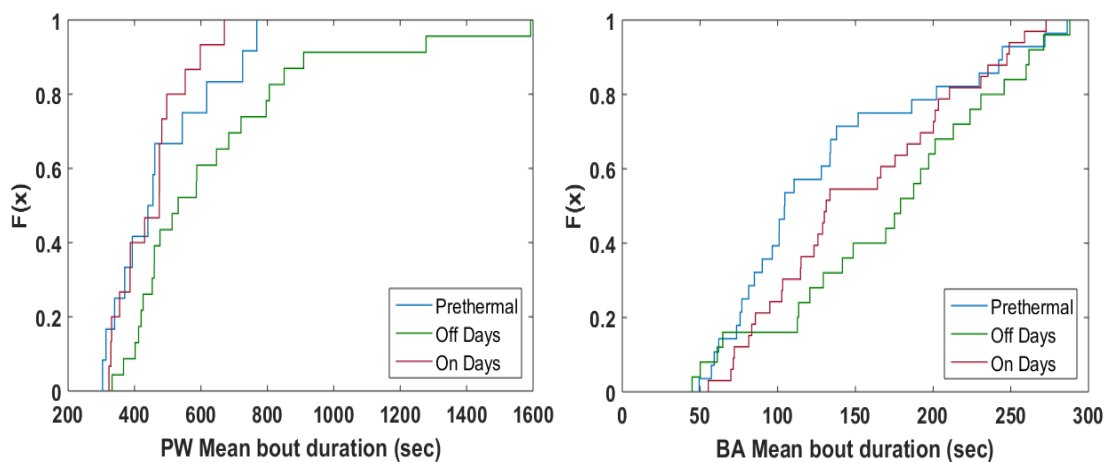 1
0.8
0.6
0.4
0.2
0
F(x)
200 400 600 800 1000 1200 1400 1600
PW Mean bout duration (sec)
Prethermal
Off Days
On Days
1
0.8
0.6
0.4
0.2
0
F(x)
0 50 100 150 200 250 300
BA Mean bout duration (sec)
Prethermal
Off Days
On Days